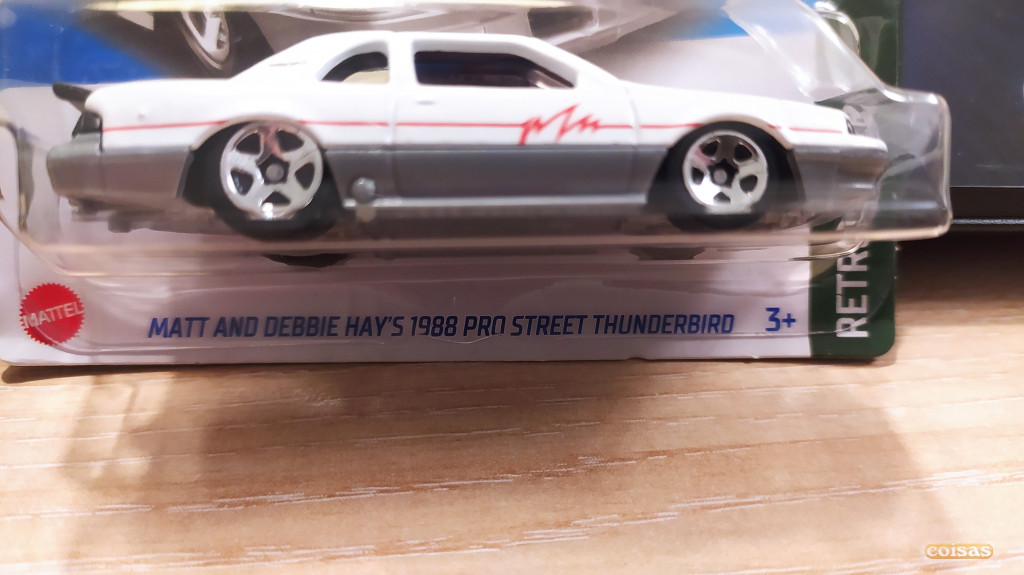 MATTEL
MATT AND DEBBIE HAY'S 1988 PRO STREET THUNDERBIRD 3+
RETR
coisas